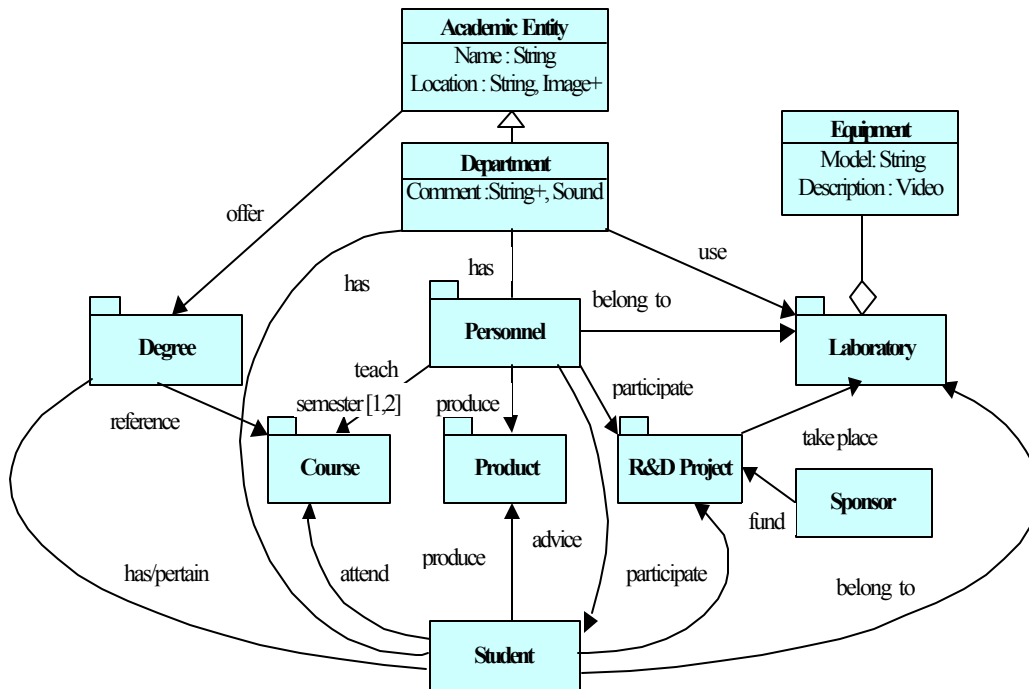 Academic Entity
Name : String
Location : String, Image+
Equipment
Model: String
Description : Video
Department
Comment :String+, Sound
offer
has
has
use
belong to
Degree
Personnel
Laboratory
teach
participate
semester [1,2]
produce
reference
take place
Course
Product
R&D Project
Sponsor
fund
advice
produce
attend
participate
has/pertain
belong to
Student